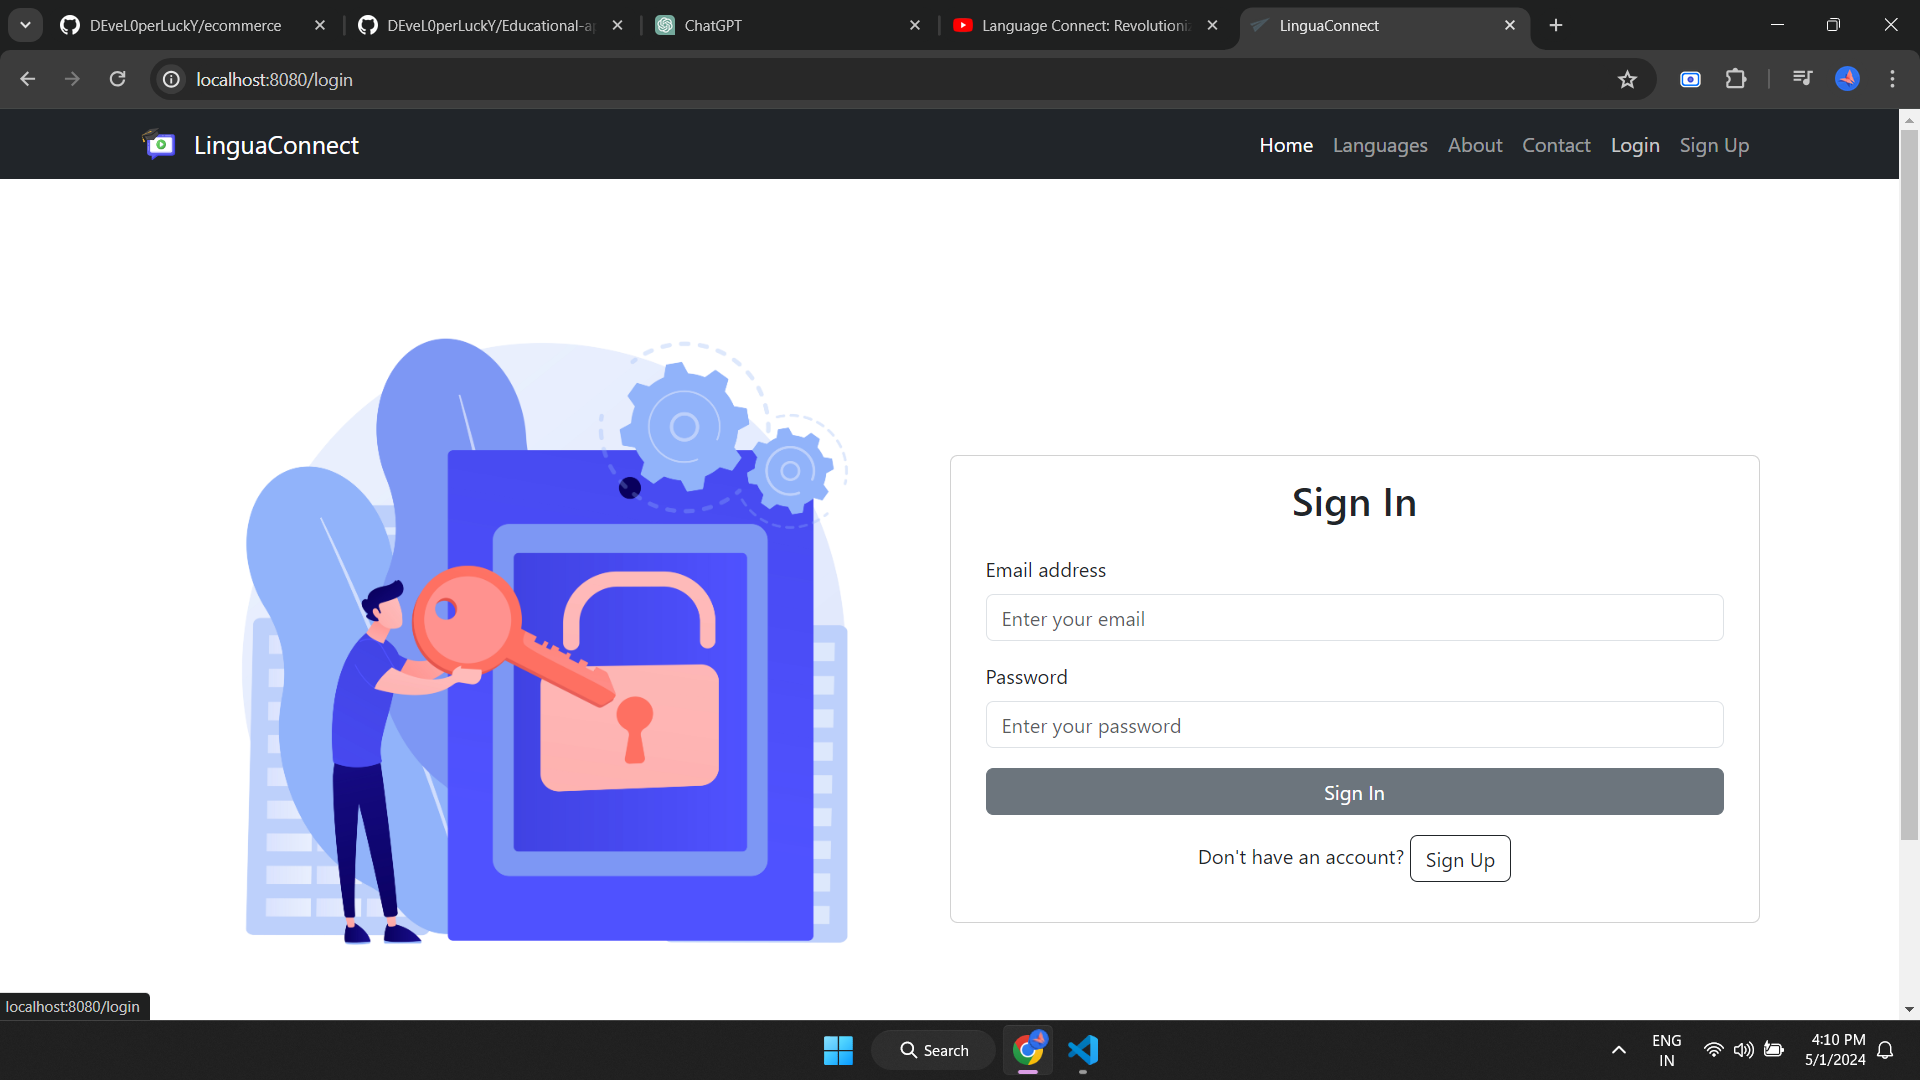 DEveL0perLuckY/ecommerce
DEveL0perLuckY/Educational-a
ChatGPT
Language Connect: Revolutioni
LinguaConnect
localhost:8080/login
LinguaConnect
Home Languages About Contact Login Sign Up
Sign In
Email address
Enter your email
Password
Enter your password
Sign In
Don't have an account? Sign Up
localhost:8080/login
Search
ENG
IN
4:10 PM
5/1/2024